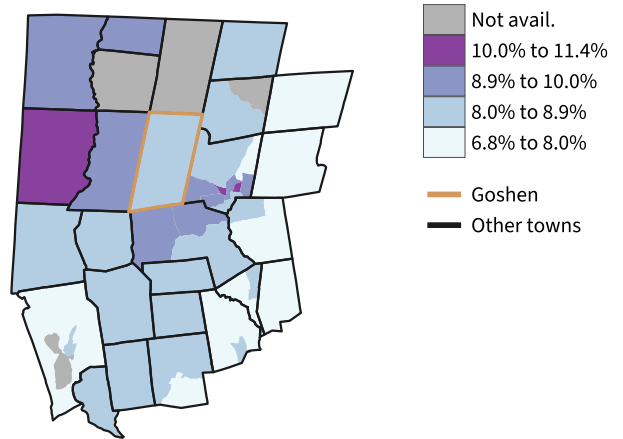 Not avail.
10.0% to 11.4%
8.9% to 10.0%
8.0% to 8.9%
6.8% to 8.0%
Goshen
Other towns